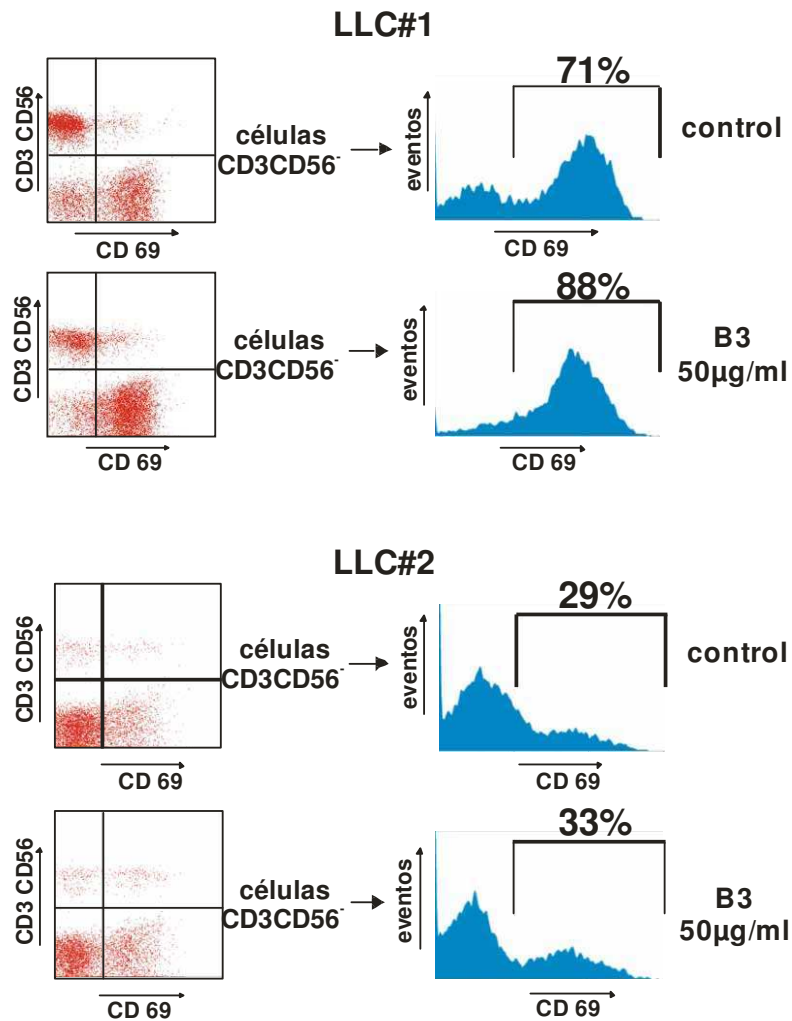 LLC#1
71%
CD3 CD56
células
CD3CD56-
eventos
control
CD 69
CD 69
88%
CD3 CD56
células
CD3CD56-
eventos
B3
50µg/ml
CD 69
CD 69
LLC#2
29%
CD3 CD56
células
CD3CD56-
eventos
control
CD 69
CD 69
33%
CD3 CD56
células
CD3CD56-
eventos
B3
50µg/ml
CD 69
CD 69